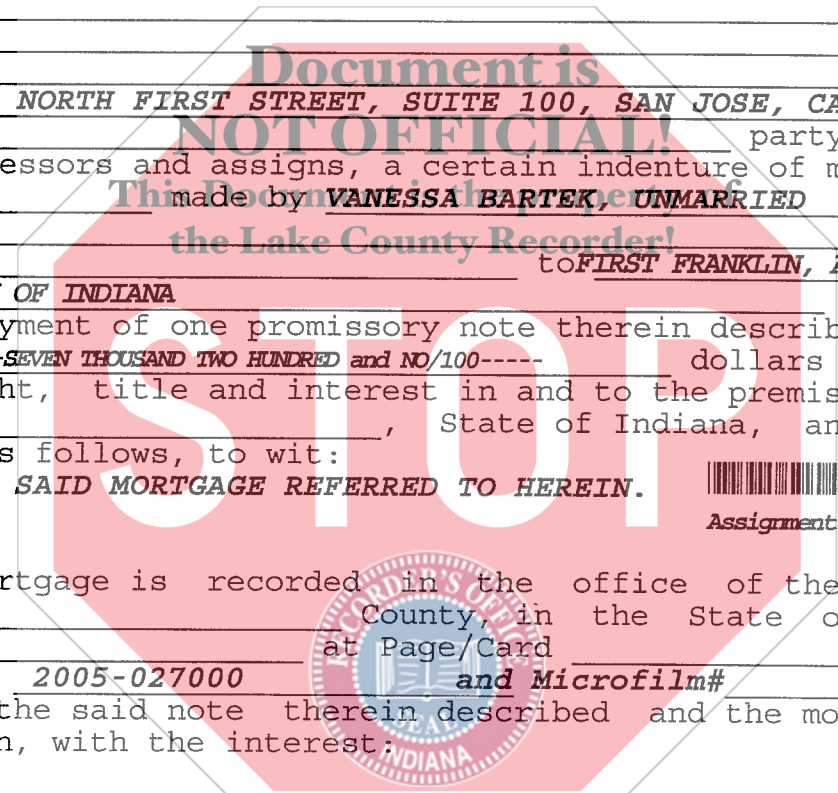 Document is
NORTH FIRST STREET, SUITE 100, SAN JOSE, CA
NOT OFFICIAL!
party
essors and assigns, a certain indenture of m
This Document is the property of
made by VANESSA BARTEK, UNMARRIED
the Lake County Recorder!
toFIRST FRANKLIN, A
OF INDIANA
yment of one promissory note therein describ
-SEVEN THOUSAND TWO HUNDRED and NO/100-----
dollars
ht, title and interest in and to the premis
, State of Indiana, an
s follows, to wit:
STOP!
SAID MORTGAGE REFERRED TO HEREIN.
Assignment
rtgage is recorded in the office of the
County, in the State o
at Page/Card
RECORDER'S OFFICE
SEAL
INDIANA
2005-027000 and Microfilm#
the said note therein described and the mo
n, with the interest: